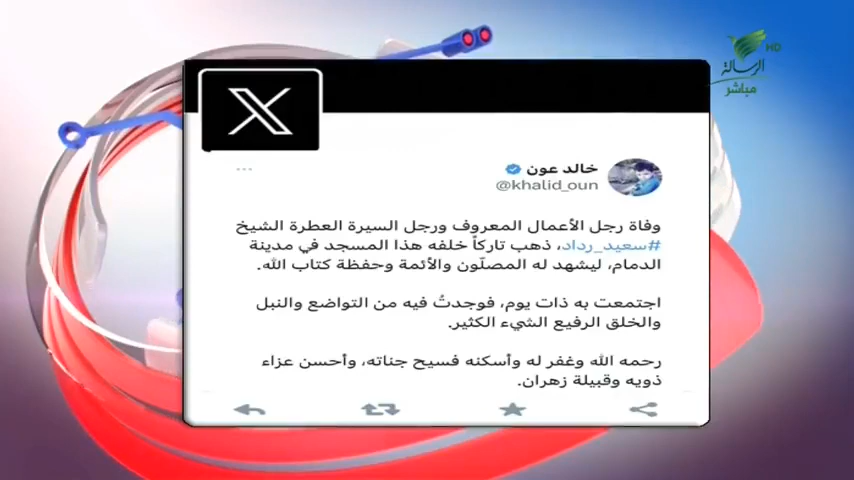 HD
الرسالة
مباشر
X
خالد عون
@khalid_oun
وفاة رجل الأعمال المعروف ورجل السيرة العطرة الشيخ
#سعيد_رداد، ذهب تاركاً خلفه هذا المسجد في مدينة
الدمام، ليشهد له المصلّون والأئمة وحفظة كتاب الله.
اجتمعت به ذات يوم، فوجدتُ فيه من التواضع والنبل
والخلق الرفيع الشيء الكثير.
رحمه الله وغفر له وأسكنه فسيح جناته، وأحسن عزاء
ذويه وقبيلة زهران.